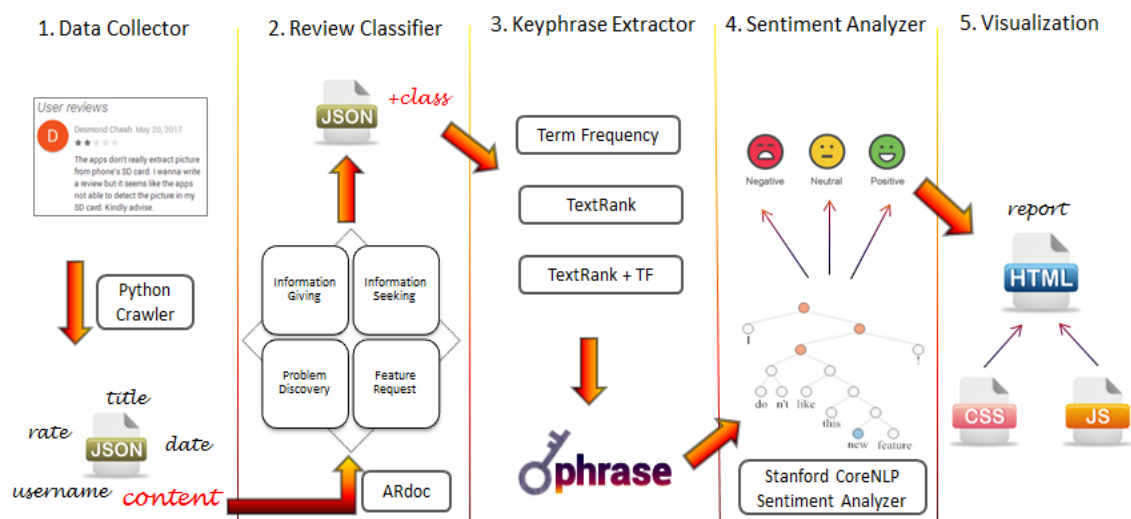 1. Data Collector
User reviews
D
Desmond Cheah May 20, 2017
The apps don't really extract picture
from phone's SD card. I wanna write
a review but it seems like the apps
not able to detect the picture in my
SD card. Kindly advise.
Python
Crawler
title
rate
JSON
date
username
content
2. Review Classifier
JSON
+class
Information
Giving
Information
Seeking
Problem
Discovery
Feature
Request
ARdoc
3. Keyphrase Extractor
Term Frequency
TextRank
TextRank + TF
phrase
4. Sentiment Analyzer
Negative
Neutral
Positive
I
!
do
n't
like
this
new
feature
Stanford CoreNLP
Sentiment Analyzer
5. Visualization
report
HTML
CSS
JS